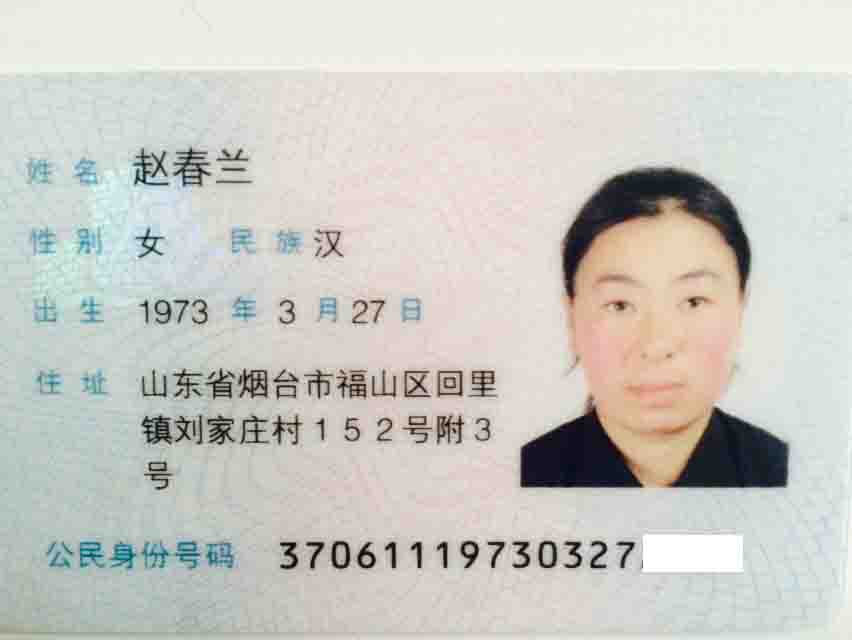 姓名 赵春兰
性别 女 民族 汉
出生 1973 年 3 月 27 日
住址 山东省烟台市福山区回里
镇刘家庄村152号附3
号
公民身份号码 37061119730327